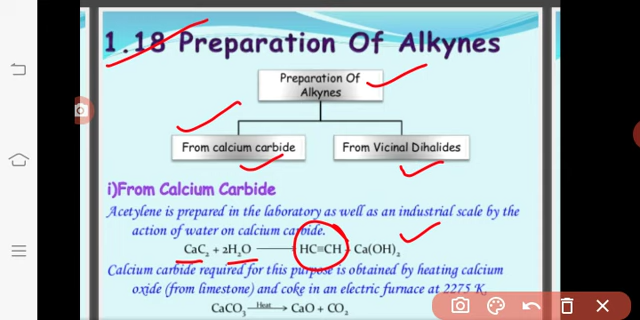 1.18 Preparation Of Alkynes
Preparation Of
Alkynes
From calcium carbide
From Vicinal Dihalides
i)From Calcium Carbide
Acetylene is prepared in the laboratory as well as an industrial scale by the
action of water on calcium carbide.
CaC₂ + 2H₂O ⟶ HC≡CH + Ca(OH)₂
Calcium carbide required for this purpose is obtained by heating calcium
oxide (from limestone) and coke in an electric furnace at 2275 K.
CaCO₃ —Heat→ CaO + CO₂